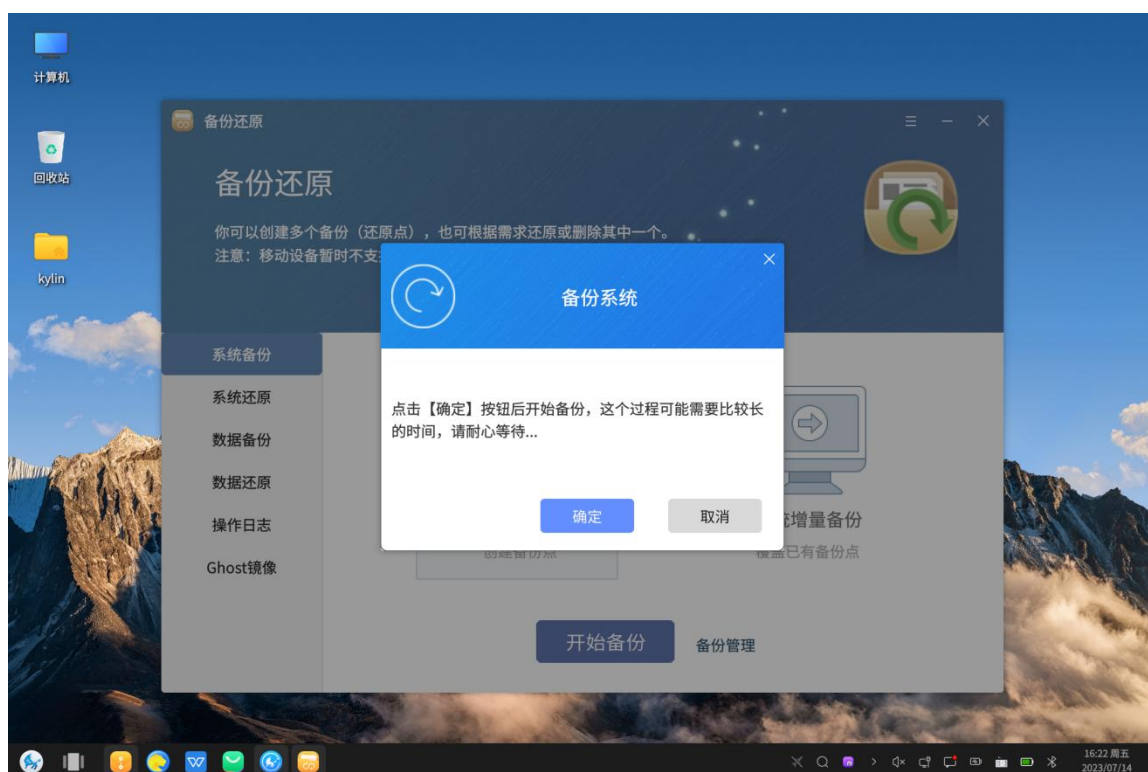 计算机
回收站
kylin
备份还原
备份还原
你可以创建多个备份（还原点），也可根据需求还原或删除其中一个。
注意：移动设备暂时不支
备份系统
点击【确定】按钮后开始备份，这个过程可能需要比较长
的时间，请耐心等待...
确定
取消
系统备份
系统还原
数据备份
数据还原
操作日志
Ghost镜像
增量备份
创建备份点
覆盖已有备份点
开始备份
备份管理
16:22 周五
2023/07/14